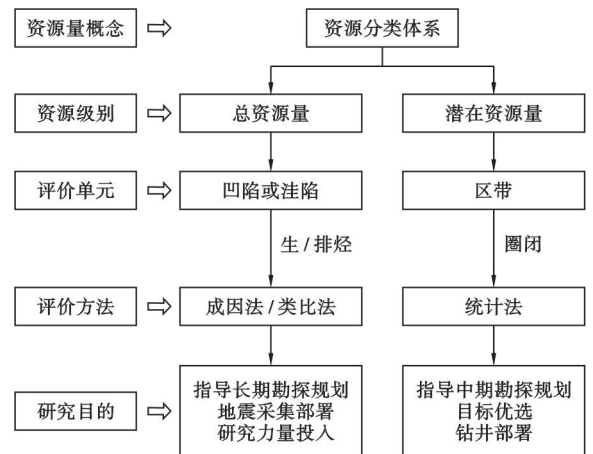 资源量概念
资源分类体系
资源级别
总资源量
潜在资源量
评价单元
凹陷或洼陷
区带
生/排烃
圈闭
评价方法
成因法/类比法
统计法
研究目的
指导长期勘探规划
地震采集部署
研究力量投入
指导中期勘探规划
目标优选
钻井部署